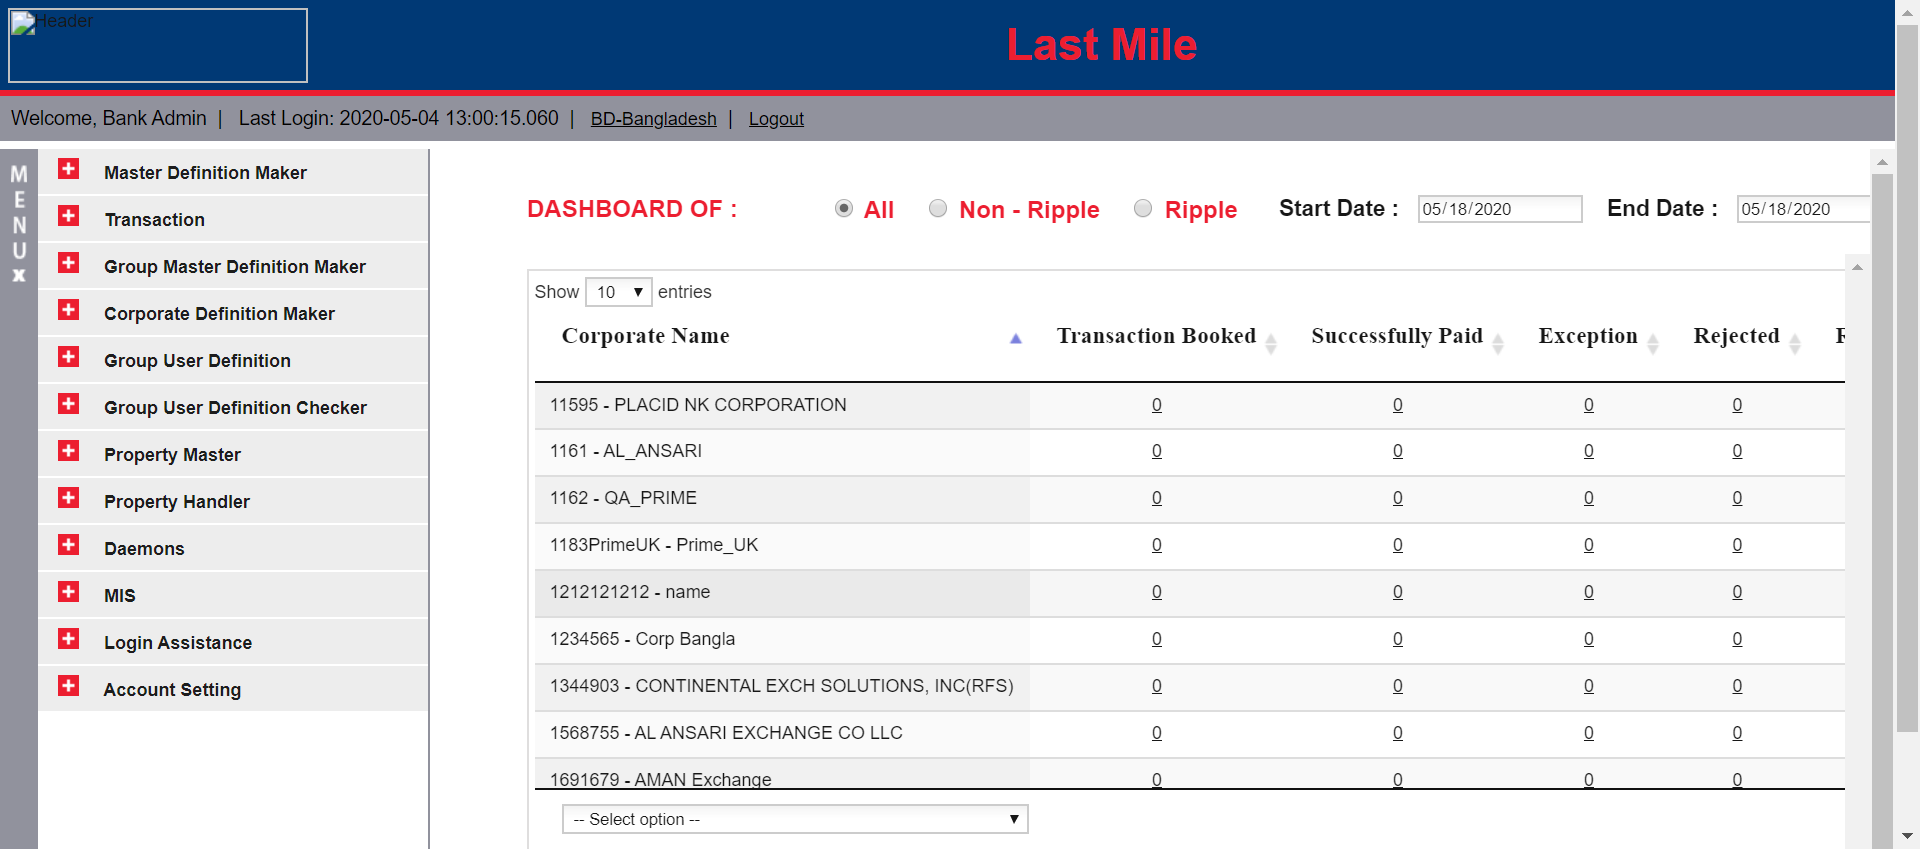 Header
Last Mile
Welcome, Bank Admin | Last Login: 2020-05-04 13:00:15.060 | BD-Bangladesh | Logout
MENU
x
Master Definition Maker
Transaction
Group Master Definition Maker
Corporate Definition Maker
Group User Definition
Group User Definition Checker
Property Master
Property Handler
Daemons
MIS
Login Assistance
Account Setting
DASHBOARD OF : All Non - Ripple Ripple Start Date : 05/18/2020 End Date : 05/18/2020
Show 10 entries
Corporate Name Transaction Booked Successfully Paid Exception Rejected
11595 - PLACID NK CORPORATION 0 0 0 0
1161 - AL_ANSARI 0 0 0 0
1162 - QA_PRIME 0 0 0 0
1183PrimeUK - Prime_UK 0 0 0 0
1212121212 - name 0 0 0 0
1234565 - Corp Bangla 0 0 0 0
1344903 - CONTINENTAL EXCH SOLUTIONS, INC(RFS) 0 0 0 0
1568755 - AL ANSARI EXCHANGE CO LLC 0 0 0 0
1691679 - AMAN Exchange 0 0 0 0
-- Select option --